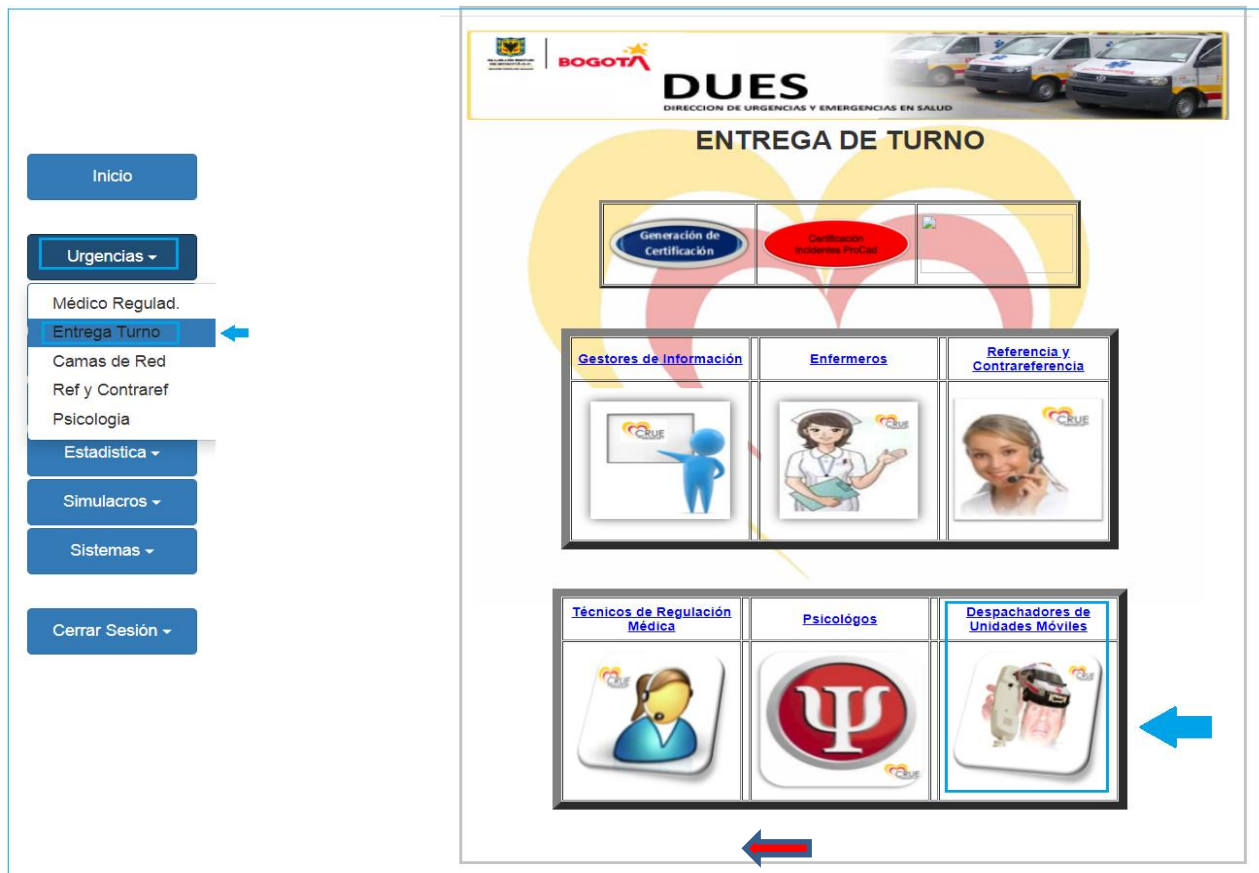 BOGOTÁ
DUES
DIRECCION DE URGENCIAS Y EMERGENCIAS EN SALUD
ENTREGA DE TURNO
Inicio
Urgencias
Médico Regulad.
Entrega Turno
Camas de Red
Ref y Contraref
Psicologia
Estadistica
Simulacros
Sistemas
Cerrar Sesión
Generación de
Certificación
Certificación
Incidentes ProCad
Gestores de Información
Enfermeros
Referencia y
Contrareferencia
CRUE
CRUE
CRUE
Técnicos de Regulación
Médica
Psicológos
Despachadores de
Unidades Móviles
CRUE
Ψ
CRUE
CRUE